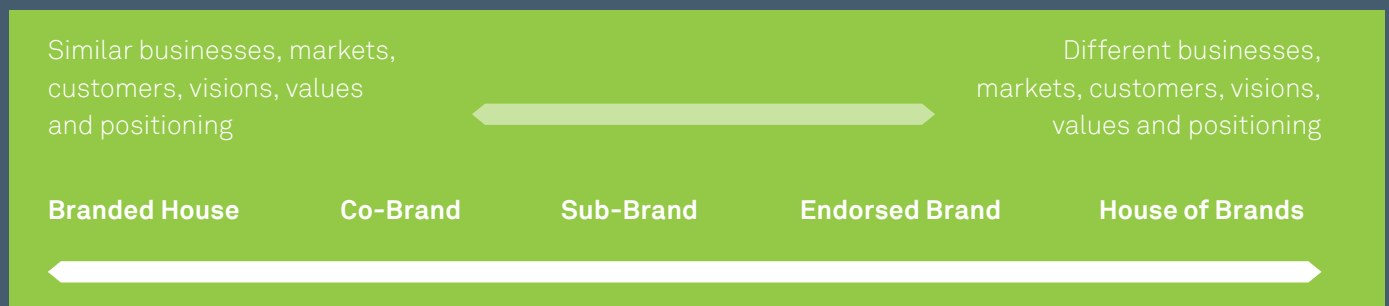 Similar businesses, markets,
customers, visions, values
and positioning
Different businesses,
markets, customers, visions,
values and positioning
Branded House Co-Brand Sub-Brand Endorsed Brand House of Brands